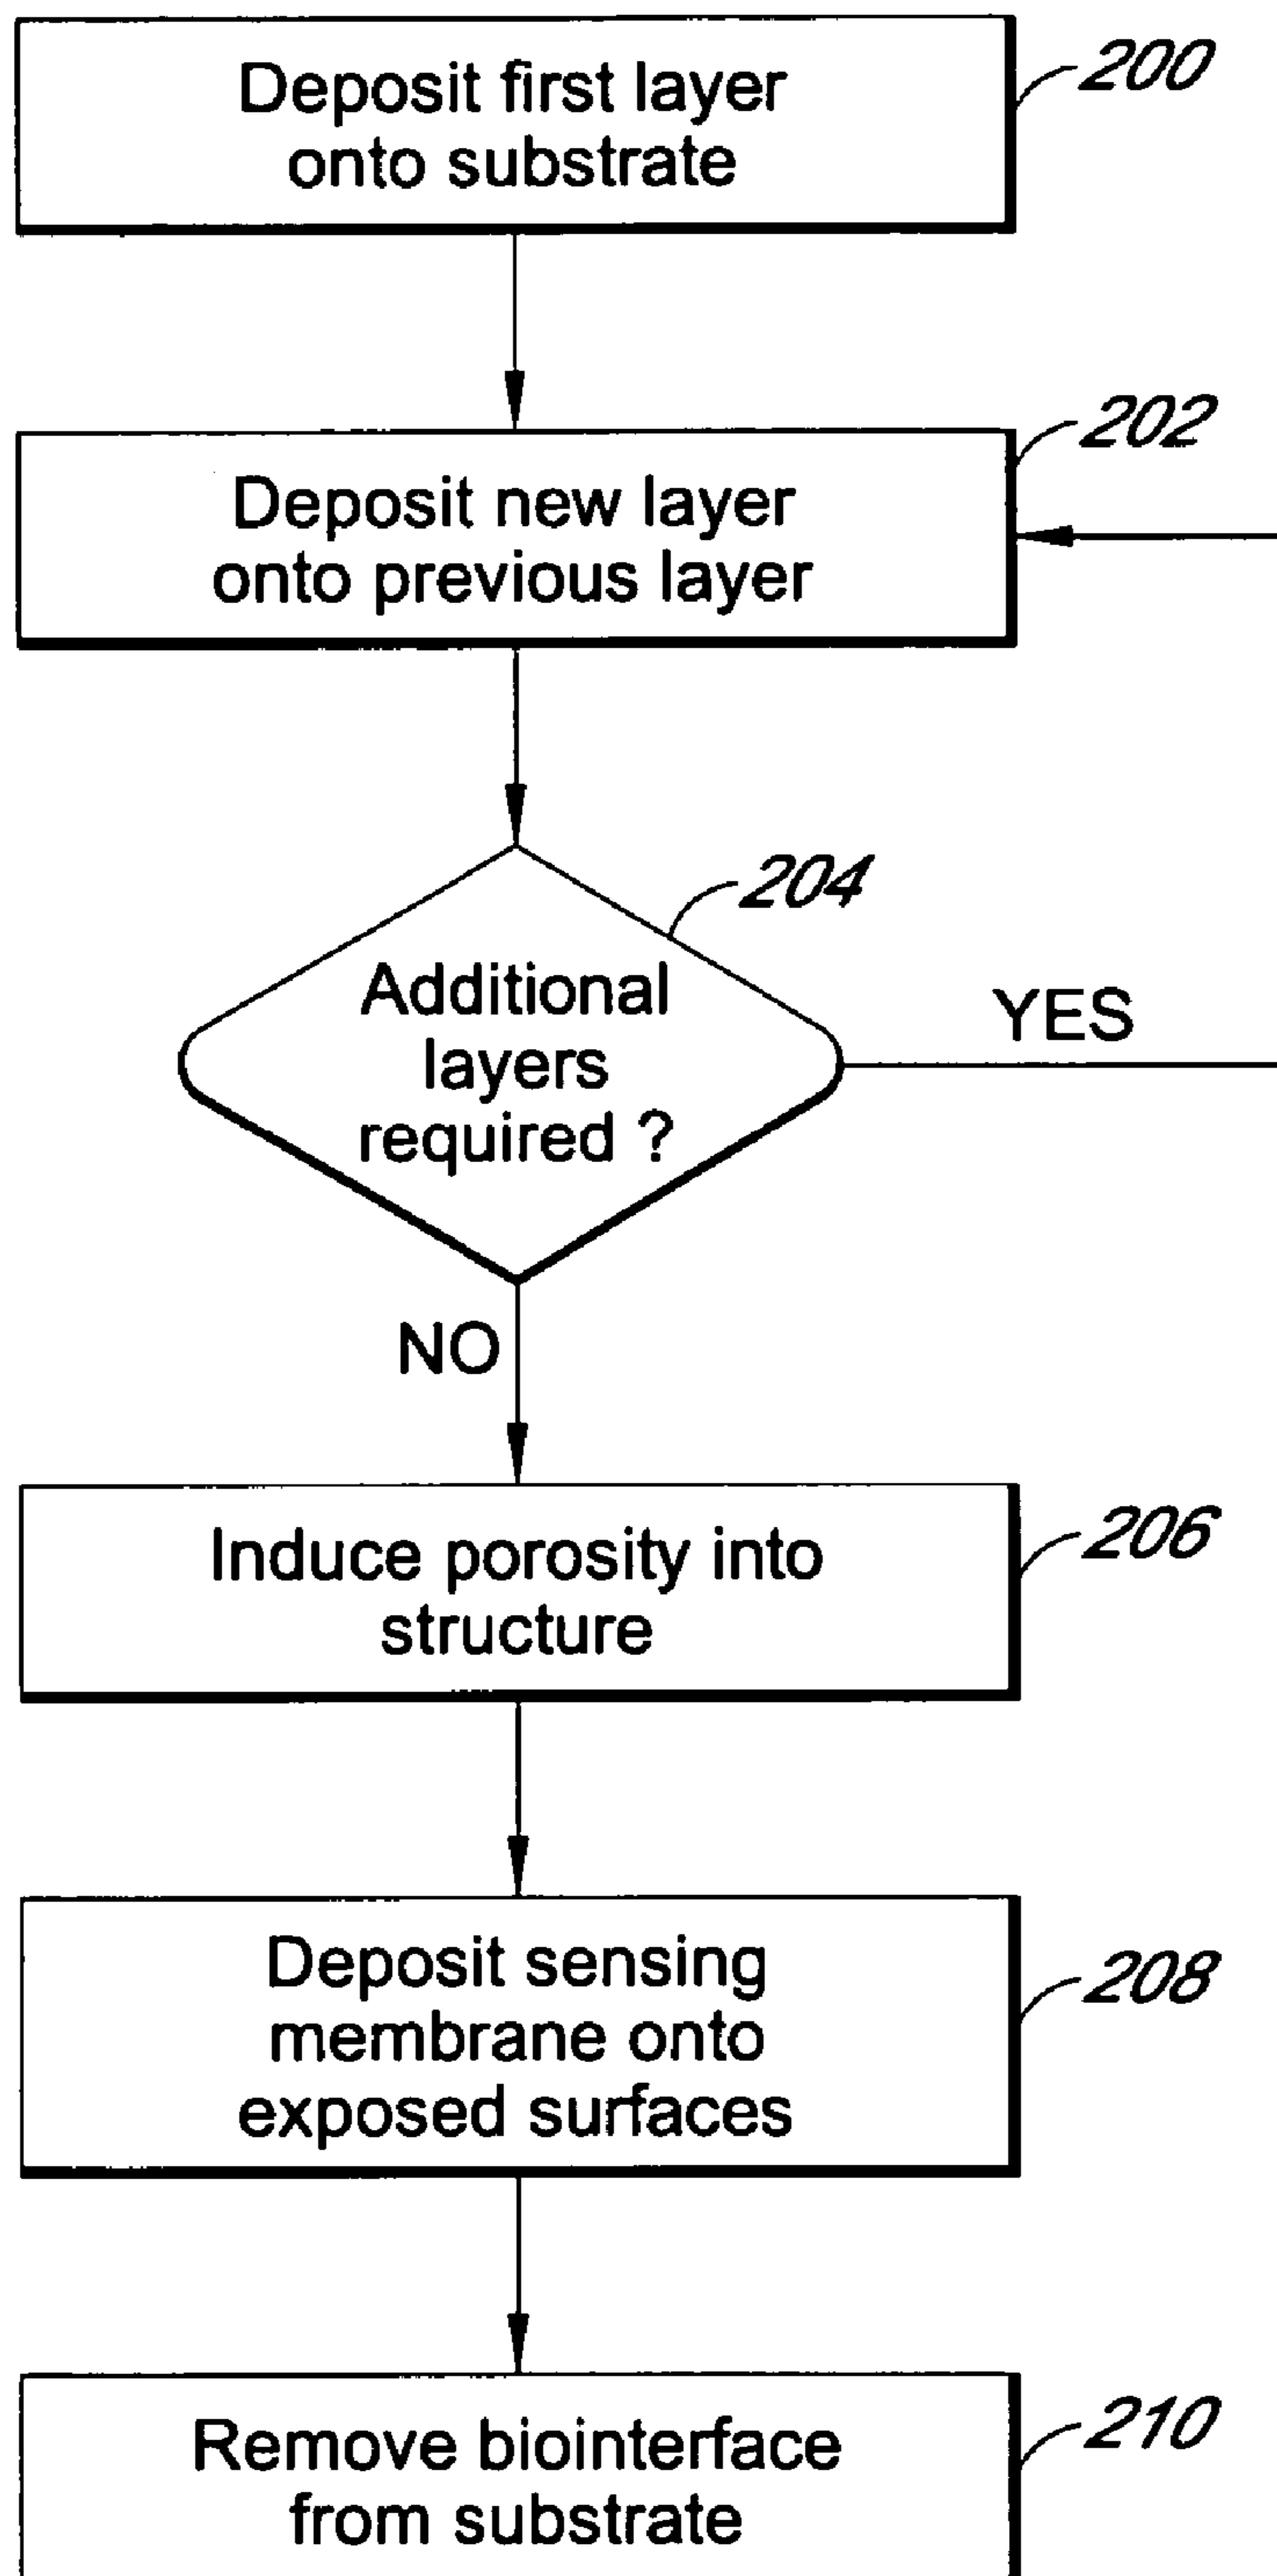 Deposit first layer
onto substrate
200
Deposit new layer
onto previous layer
202
Additional
layers
required ?
204
YES
NO
Induce porosity into
structure
206
Deposit sensing
membrane onto
exposed surfaces
208
Remove biointerface
from substrate
210